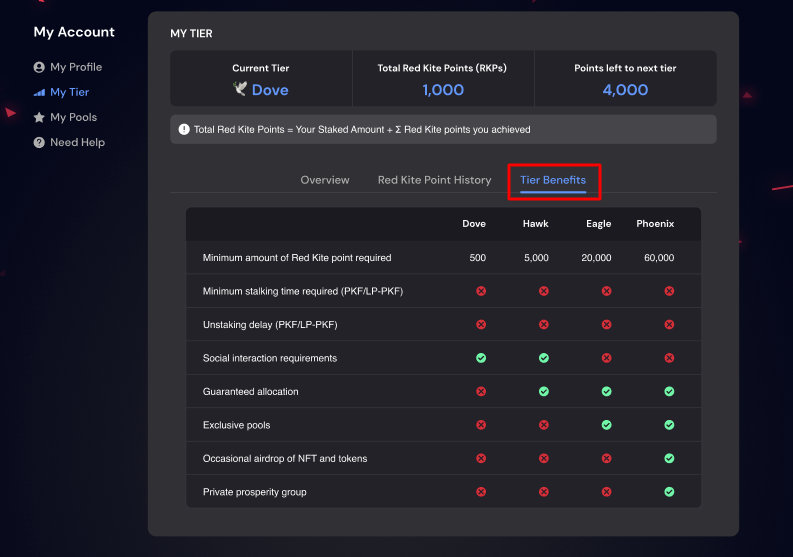 My Account
My Profile
My Tier
My Pools
Need Help
MY TIER
Current Tier Total Red Kite Points (RKPs) Points left to next tier
Dove 1,000 4,000
Total Red Kite Points = Your Staked Amount + Σ Red Kite points you achieved
Overview Red Kite Point History Tier Benefits
Dove Hawk Eagle Phoenix
Minimum amount of Red Kite point required 500 5,000 20,000 60,000
Minimum stalking time required (PKF/LP-PKF)
Unstaking delay (PKF/LP-PKF)
Social interaction requirements
Guaranteed allocation
Exclusive pools
Occasional airdrop of NFT and tokens
Private prosperity group